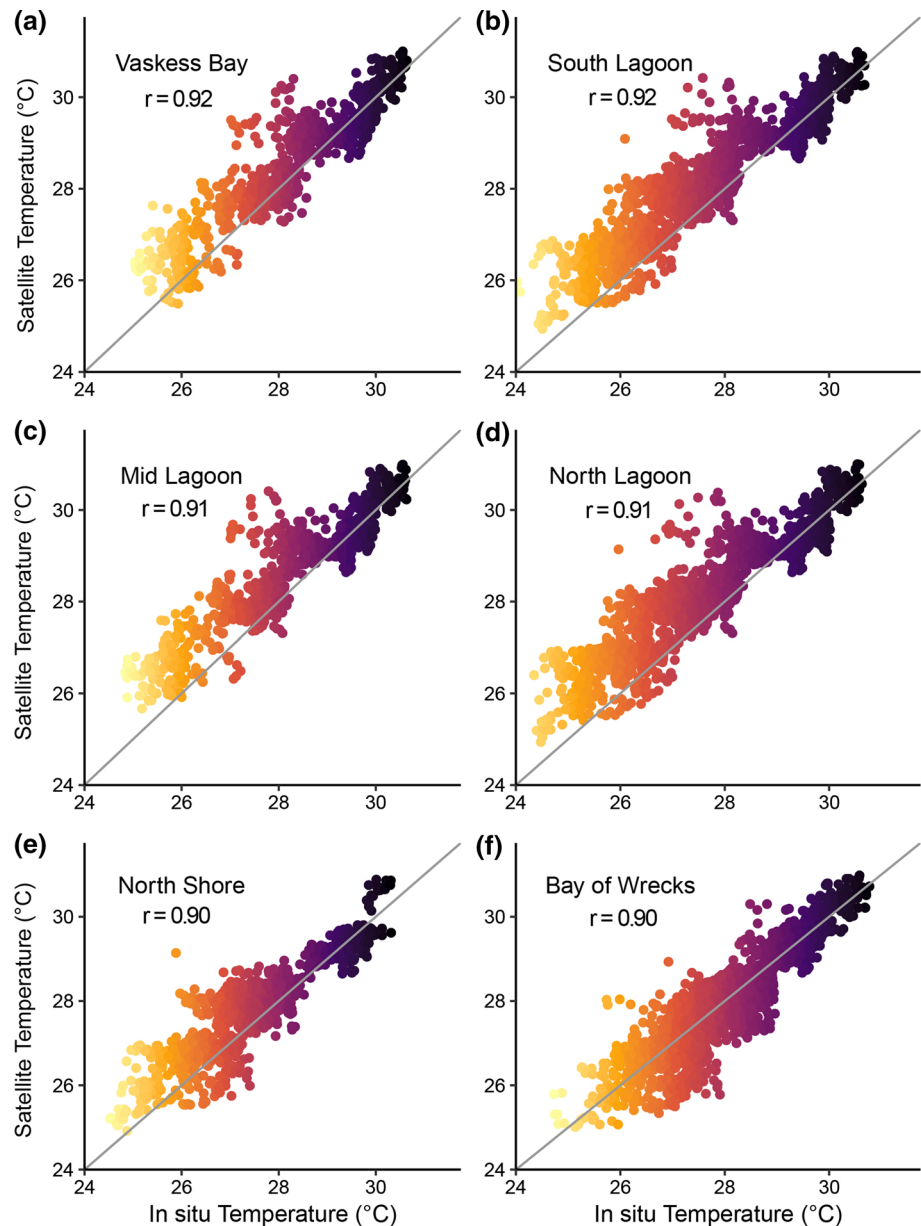 (a)
(b)
Vaskess Bay
r = 0.92
South Lagoon
r = 0.92
Satellite Temperature (°C)
30
28
26
24
24
26
28
30
30
28
26
24
24
26
28
30
(c)
(d)
Mid Lagoon
r = 0.91
North Lagoon
r = 0.91
Satellite Temperature (°C)
30
28
26
24
24
26
28
30
30
28
26
24
24
26
28
30
(e)
(f)
North Shore
r = 0.90
Bay of Wrecks
r = 0.90
Satellite Temperature (°C)
30
28
26
24
24
26
28
30
In situ Temperature (°C)
30
28
26
24
24
26
28
30
In situ Temperature (°C)